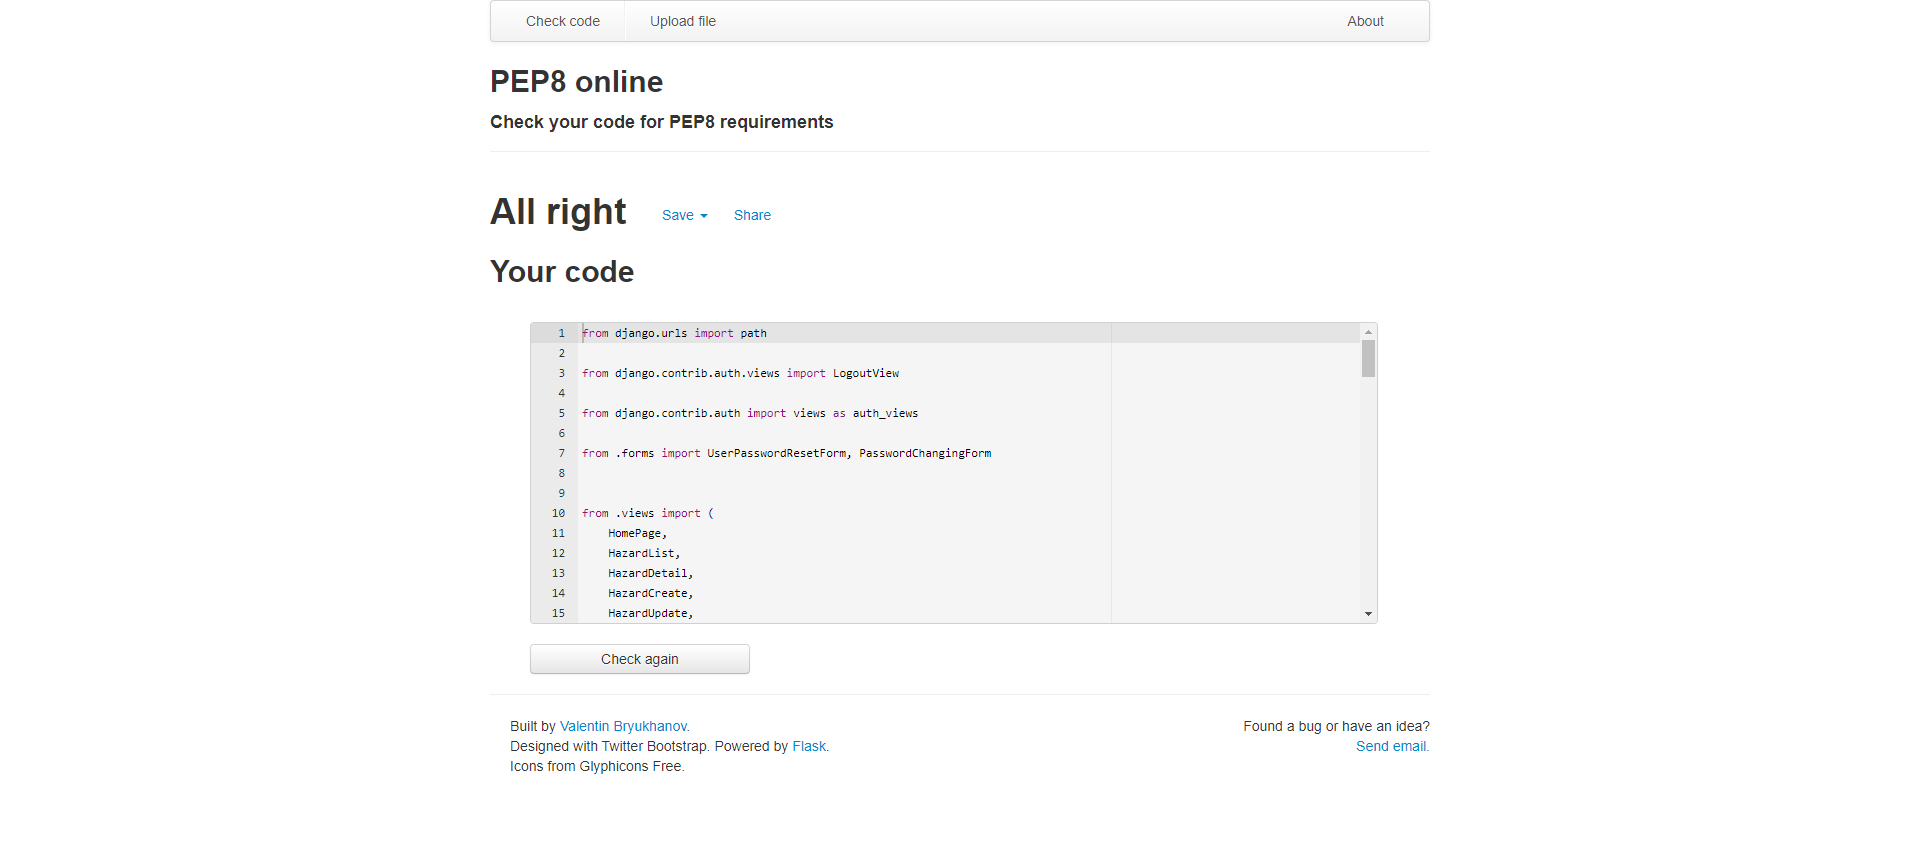 Check code Upload file About
PEP8 online
Check your code for PEP8 requirements
All right Save Share
Your code
1 from django.urls import path
2
3 from django.contrib.auth.views import LogoutView
4
5 from django.contrib.auth import views as auth_views
6
7 from .forms import UserPasswordResetForm, PasswordChangingForm
8
9
10 from .views import (
11 HomePage,
12 HazardList,
13 HazardDetail,
14 HazardCreate,
15 HazardUpdate,
Check again
Built by Valentin Bryukhanov. Found a bug or have an idea?
Designed with Twitter Bootstrap. Powered by Flask. Send email.
Icons from Glyphicons Free.